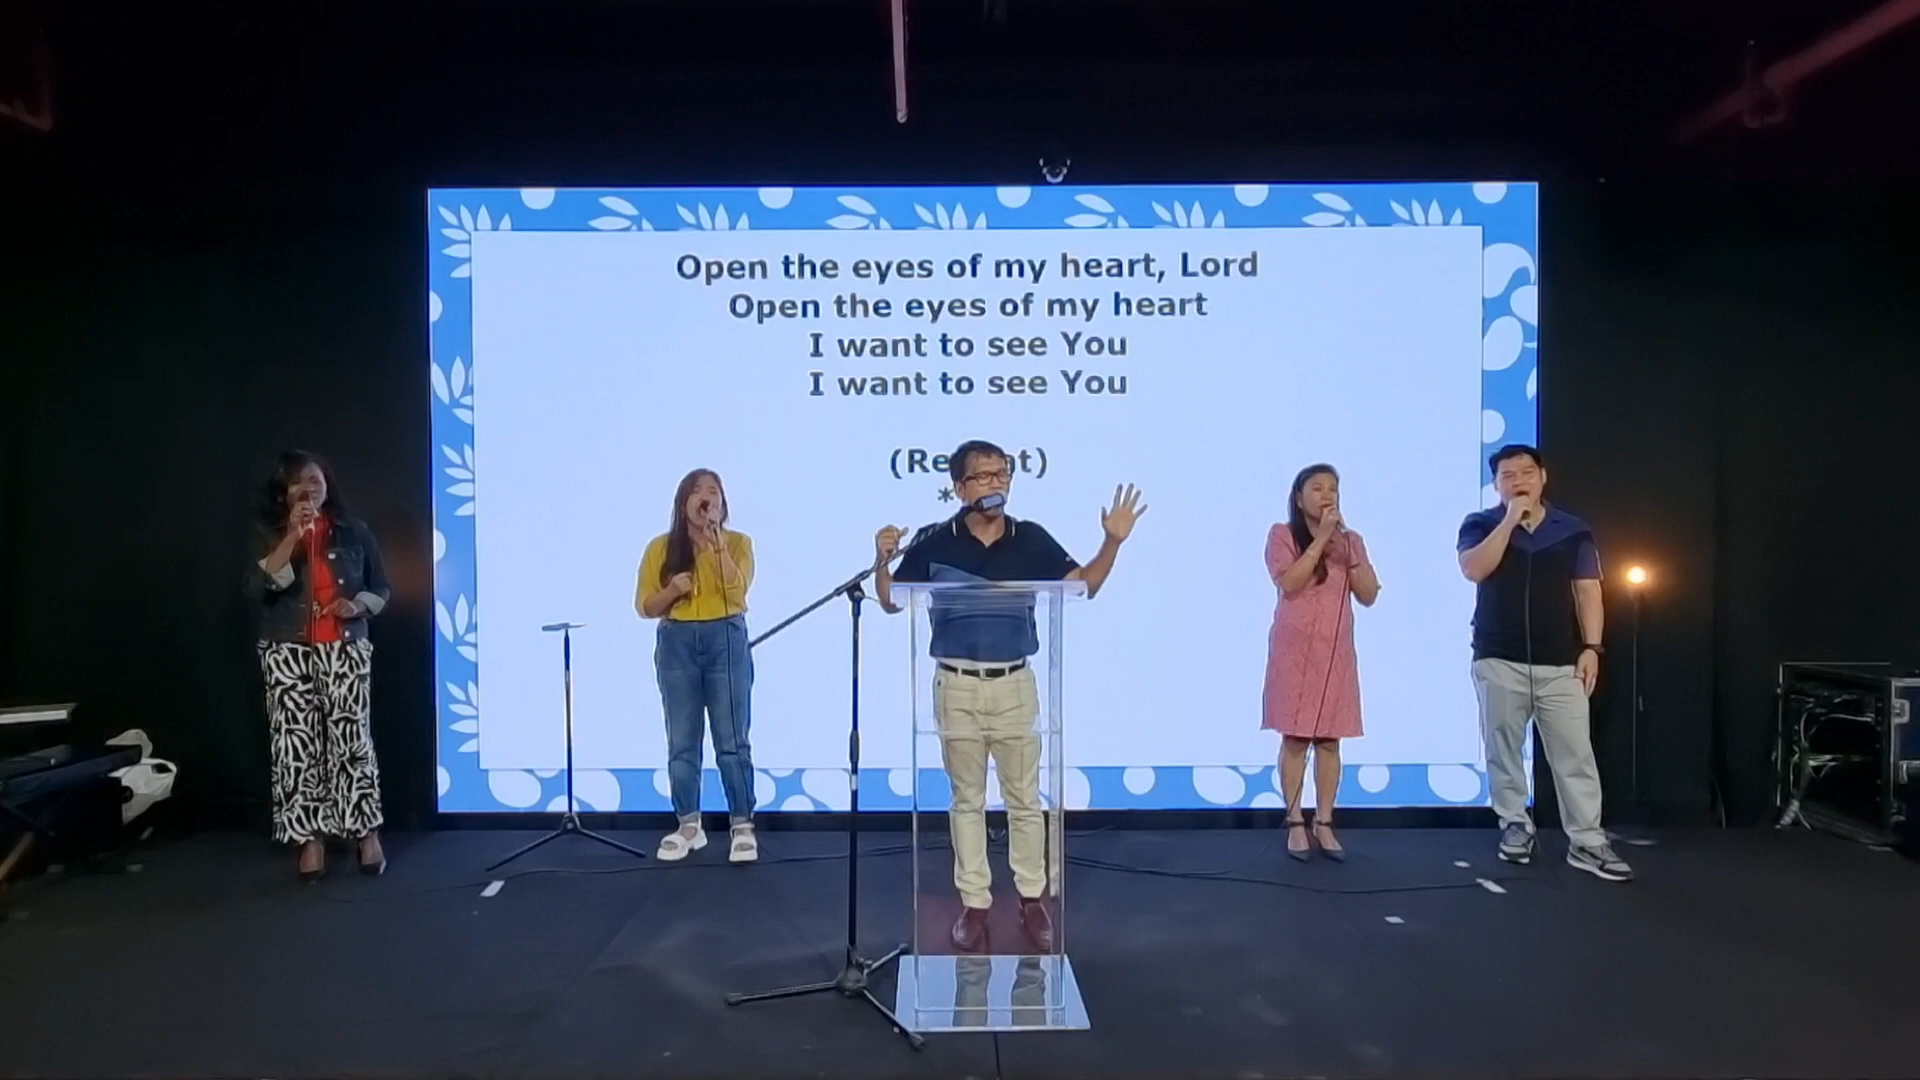 Open the eyes of my heart, Lord
Open the eyes of my heart
I want to see You
I want to see You
(Re t)
*